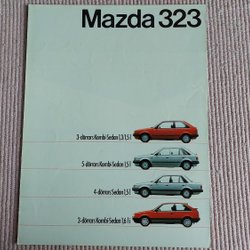 Mazda 323
3-dörrars Kombi-Sedan 1,3/1,5 l
5-dörrars Kombi-Sedan 1,5 l
4-dörrars Sedan 1,5 l
3-dörrars Kombi-Sedan 1,6 i